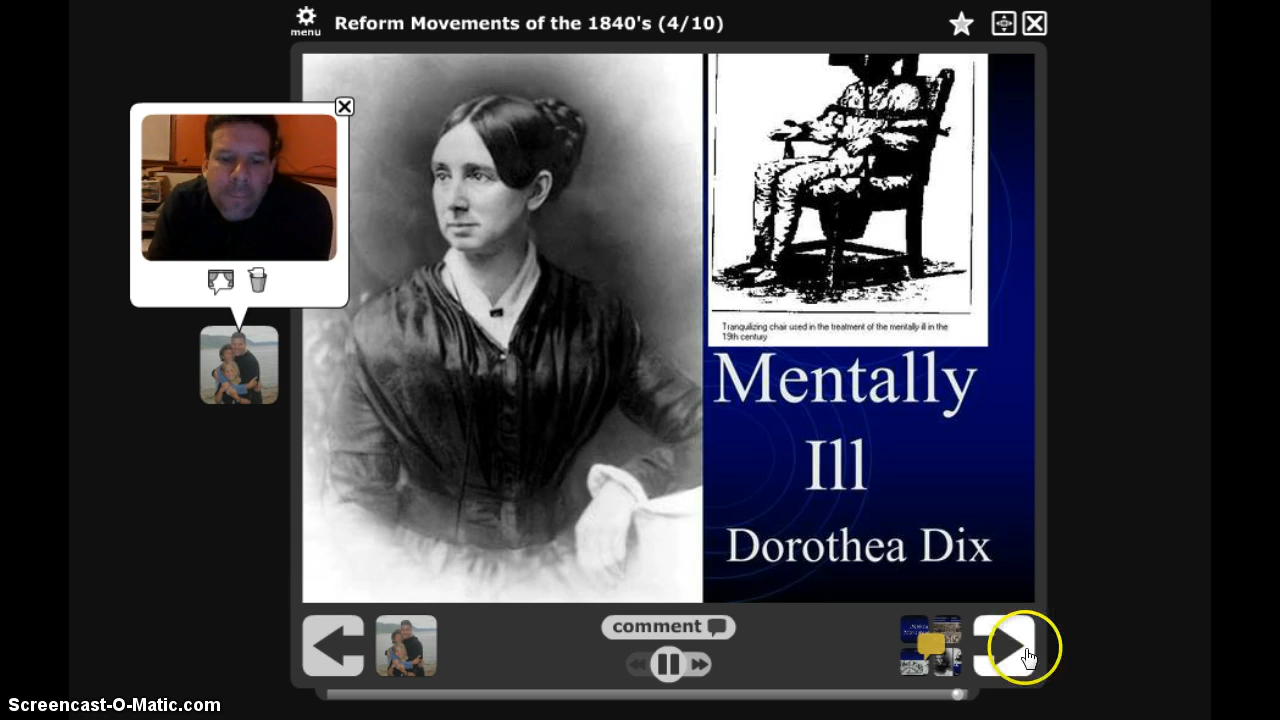 menu
Reform Movements of the 1840's (4/10)
Tranquilizing chair used in the treatment of the mentally ill in the
19th century
Mentally
Ill
Dorothea Dix
comment
Screencast-O-Matic.com